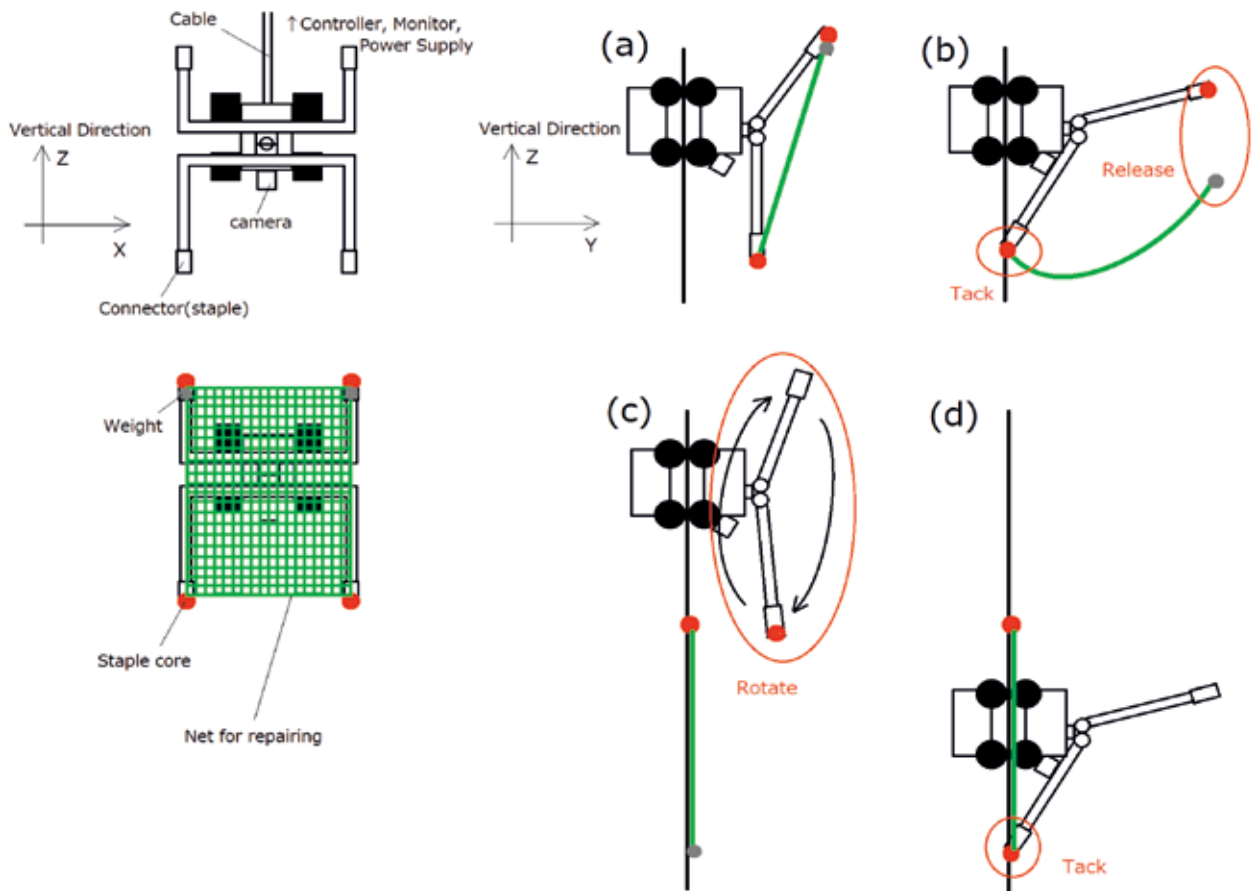 Cable
↑Controller, Monitor,
Power Supply
Vertical Direction
Z
X
camera
Connector(staple)
Weight
Staple core
Net for repairing
(a)
Vertical Direction
Z
Y
(b)
Release
Tack
(c)
Rotate
(d)
Tack